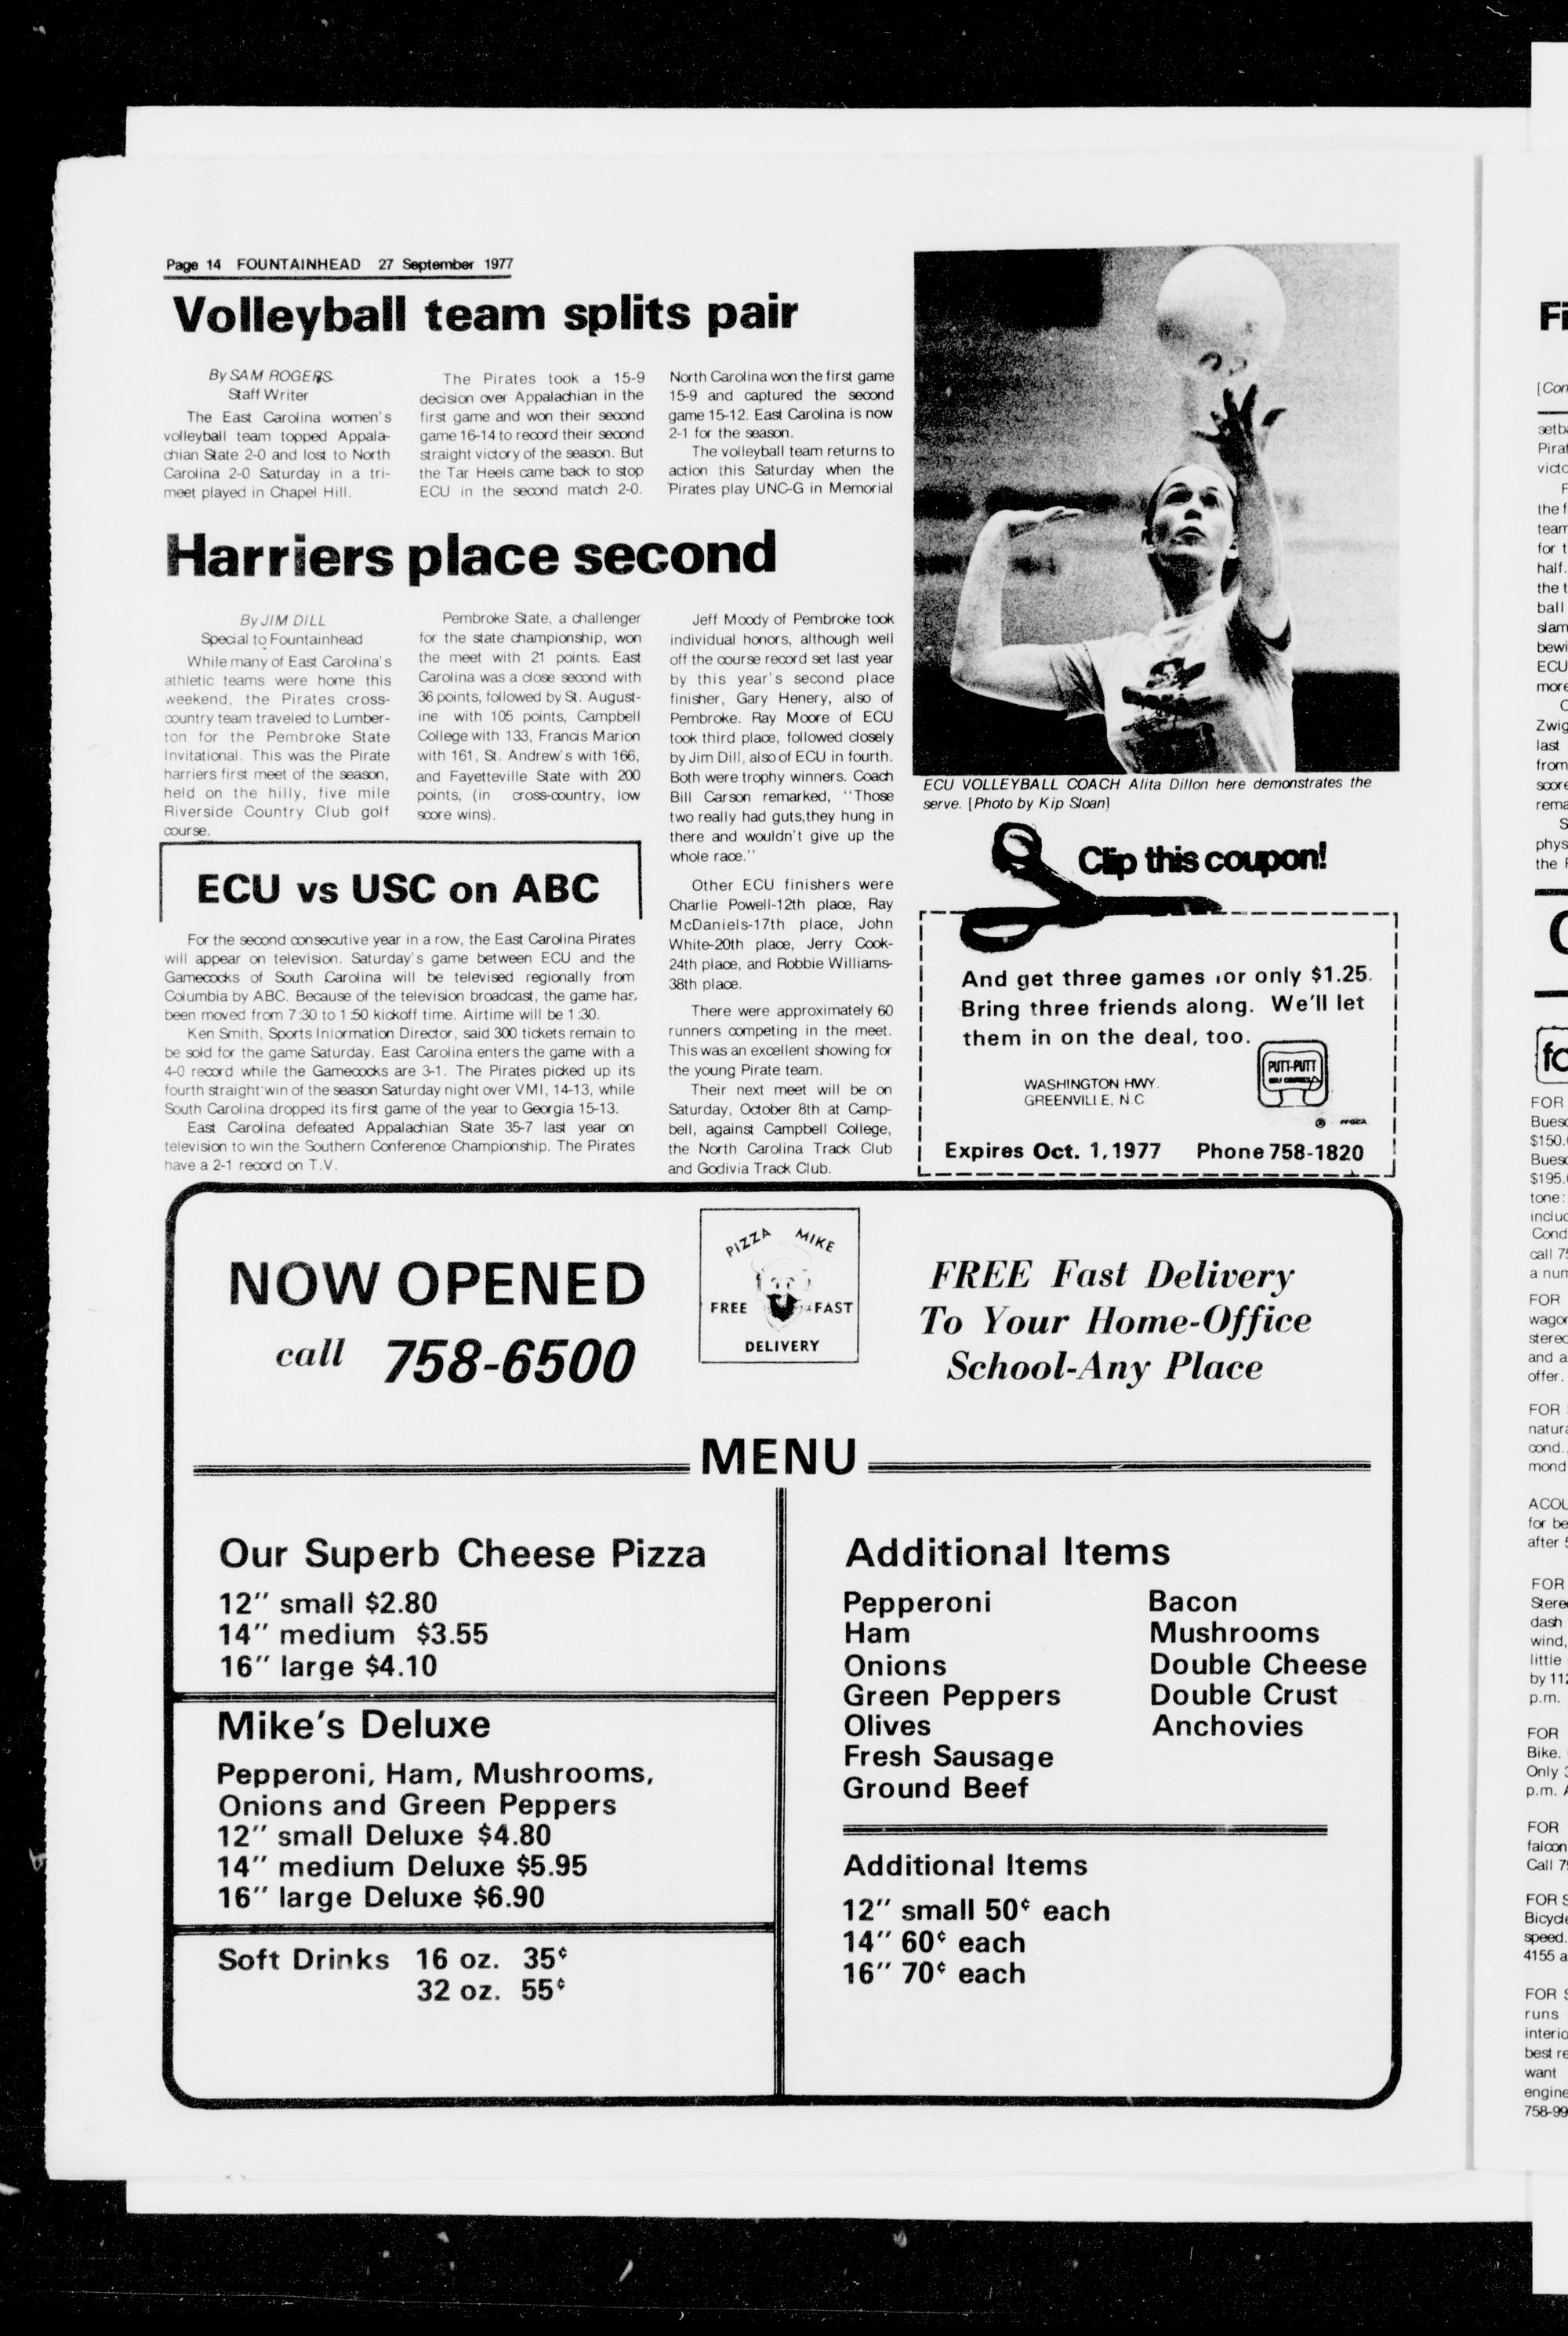 Page 14 FOUNTAINHEAD 27 September 1977
Volleyball team splits pair
By SAM ROGERS
Staff Writer
The East Carolina women's
volleyball team topped Appala-
chian State 2-0 and lost to North
Carolina 2-0 Saturday in a tri-
meet played in Chapel Hill.
The Pirates took a 15-9
decision over Appalachian in the
first game and won their second
game 16-14 to record their second
straight victory of the season. But
the Tar Heels came back to stop
ECU in the second match 2-0.
North Carolina won the first game
15-9 and captured the second
game 15-12. East Carolina is now
2-1 for the season.
The volleyball team returns to
action this Saturday when the
Pirates play UNC-G in Memorial
Harriers place second
By JIM DILL
Special to Fountainhead
While many of East Carolina's
athletic teams were home this
weekend, the Pirates cross-
country team traveled to Lumber-
ton for the Pembroke State
Invitational. This was the Pirate
harriers first meet of the season,
held on the hilly, five mile
Riverside Country Club golf
course.
Pembroke State, a challenger
for the state championship, won
the meet with 21 points. East
Carolina was a close second with
36 points, followed by St. August-
ine with 105 points, Campbell
College with 133, Francis Marion
with 161, St. Andrew's with 166,
and Fayetteville State with 200
points, (in cross-country, low
score wins).
Jeff Moody of Pembroke took
individual honors, although well
off the course record set last year
by this year's second place
finisher, Gary Henery, also of
Pembroke. Ray Moore of ECU
took third place, followed closely
by Jim Dill, also of ECU in fourth.
Both were trophy winners. Coach
Bill Carson remarked, "Those
two really had guts,they hung in
there and wouldn't give up the
whole race."
Other ECU finishers were
Charlie Powell-12th place, Ray
McDaniels-17th place, John
White-20th place, Jerry Cook-
24th place, and Robbie Williams-
38th place.
There were approximately 60
runners competing in the meet.
This was an excellent showing for
the young Pirate team.
Their next meet will be on
Saturday, October 8th at Camp-
bell, against Campbell College,
the North Carolina Track Club
and Godivia Track Club.
ECU vs USC on ABC
For the second consecutive year in a row, the East Carolina Pirates
will appear on television. Saturday's game between ECU and the
Gamecocks of South Carolina will be televised regionally from
Columbia by ABC. Because of the television broadcast, the game has
been moved from 7:30 to 1:50 kickoff time. Airtime will be 1:30.
Ken Smith, Sports Information Director, said 300 tickets remain to
be sold for the game Saturday. East Carolina enters the game with a
4-0 record while the Gamecocks are 3-1. The Pirates picked up its
fourth straight win of the season Saturday night over VMI, 14-13, while
South Carolina dropped its first game of the year to Georgia 15-13.
East Carolina defeated Appalachian State 35-7 last year on
television to win the Southern Conference Championship. The Pirates
have a 2-1 record on T.V.
ECU VOLLEYBALL COACH Alita Dillon here demonstrates the
serve. [Photo by Kip Sloan]
Clip this coupon!
And get three games for only $1.25.
Bring three friends along. We'll let
them in on the deal, too.
PUTT-PUTT
GOLF COURSES
WASHINGTON HWY.
GREENVILLE, N.C
Expires Oct. 1, 1977 Phone 758-1820
NOW OPENED
call 758-6500
PIZZA MIKE
FREE FAST
DELIVERY
FREE Fast Delivery
To Your Home-Office
School-Any Place
MENU
Our Superb Cheese Pizza
12" small $2.80
14" medium $3.55
16" large $4.10
Mike's Deluxe
Pepperoni, Ham, Mushrooms,
Onions and Green Peppers
12" small Deluxe $4.80
14" medium Deluxe $5.95
16" large Deluxe $6.90
Soft Drinks 16 oz. 35¢
32 oz. 55¢
Additional Items
Pepperoni
Ham
Onions
Green Peppers
Olives
Fresh Sausage
Ground Beef
Bacon
Mushrooms
Double Cheese
Double Crust
Anchovies
Additional Items
12" small 50¢ each
14" 60¢ each
16" 70¢ each